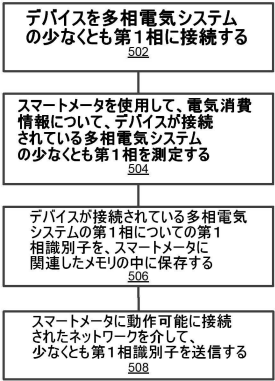 デバイスを多相電気システム
の少なくとも第1相に接続する
502
スマートメータを使用して、電気消費
情報について、デバイスが接続
されている多相電気システム
の少なくとも第1相を測定する
504
デバイスが接続されている多相電気
システムの第1相についての第1
相識別子を、スマートメータに
関連したメモリの中に保存する
506
スマートメータに動作可能に接続
されたネットワークを介して、
少なくとも第1相識別子を送信する
508